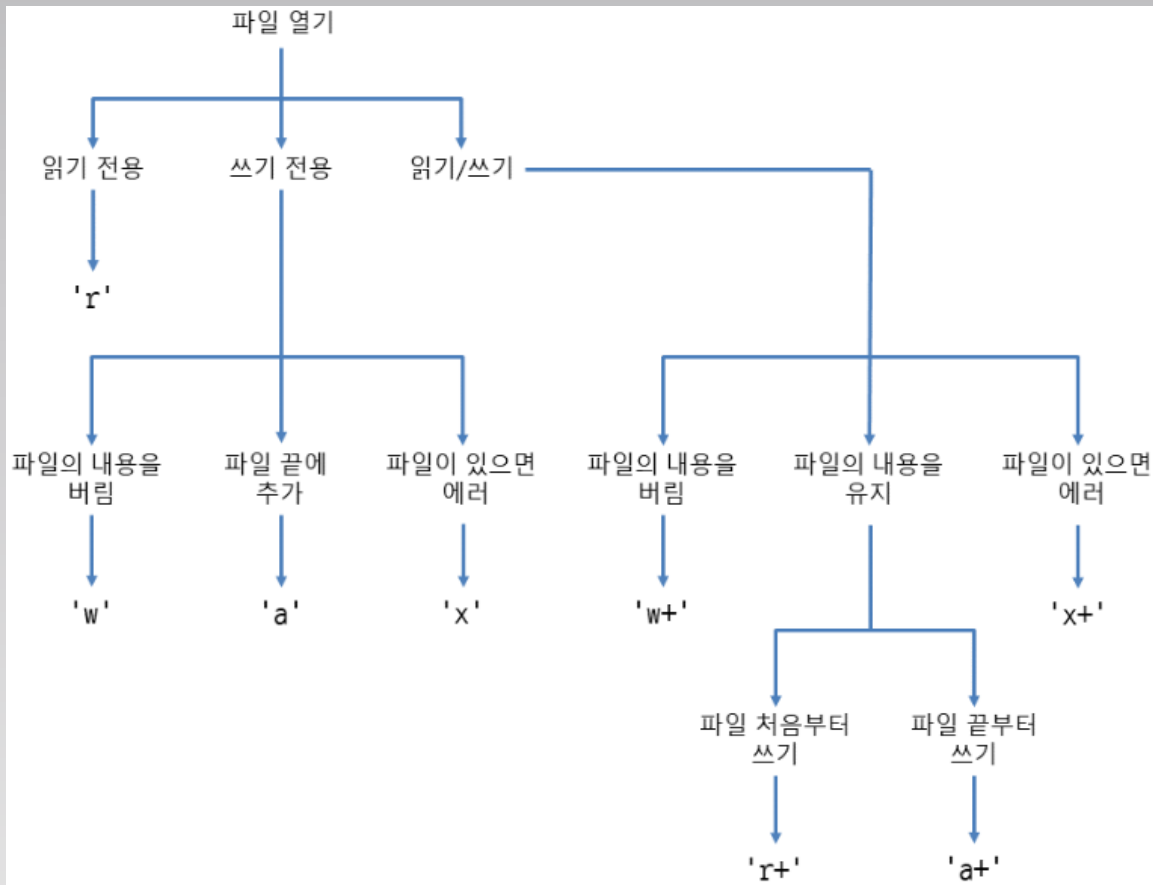 파일 열기
읽기 전용
쓰기 전용
읽기/쓰기
'r'
파일의 내용을
버림
파일 끝에
추가
파일이 있으면
에러
파일의 내용을
버림
파일의 내용을
유지
파일이 있으면
에러
'w'
'a'
'x'
'w+'
'x+'
파일 처음부터
쓰기
파일 끝부터
쓰기
'r+'
'a+'